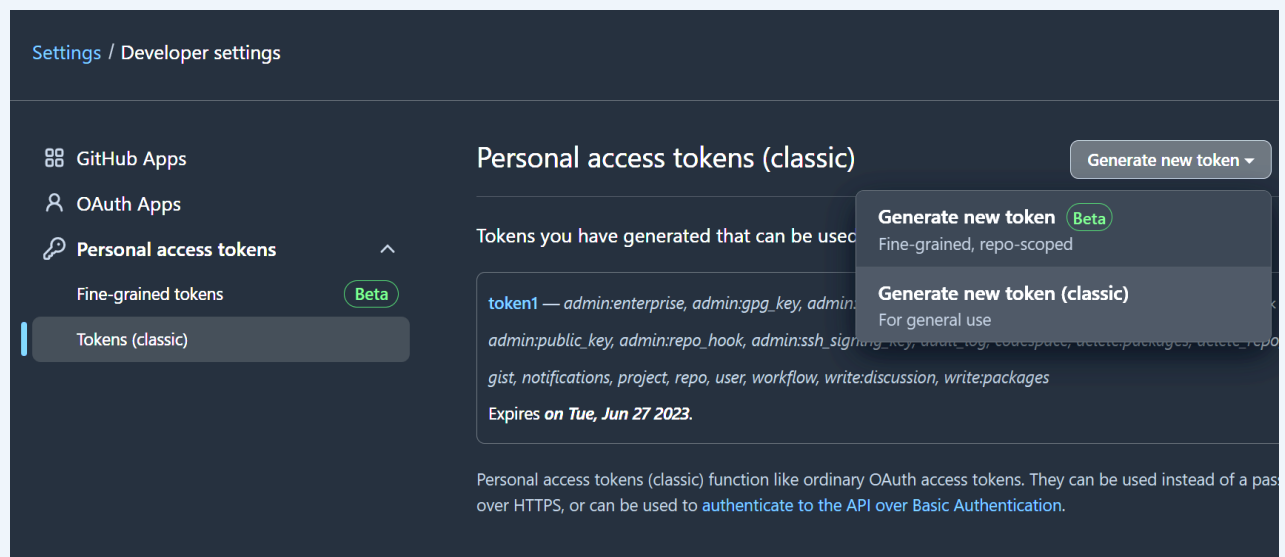 Settings / Developer settings
GitHub Apps
OAuth Apps
Personal access tokens
Fine-grained tokens Beta
Tokens (classic)
Personal access tokens (classic)
Generate new token
Generate new token Beta
Fine-grained, repo-scoped
Generate new token (classic)
For general use
Tokens you have generated that can be used
token1 — admin:enterprise, admin:gpg_key,
admin:public_key, admin:repo_hook, admin:ssh_signing_key, audit_log, codespace, delete:packages, delete_repo
gist, notifications, project, repo, user, workflow, write:discussion, write:packages
Expires on Tue, Jun 27 2023.
Personal access tokens (classic) function like ordinary OAuth access tokens. They can be used instead of a
over HTTPS, or can be used to authenticate to the API over Basic Authentication.